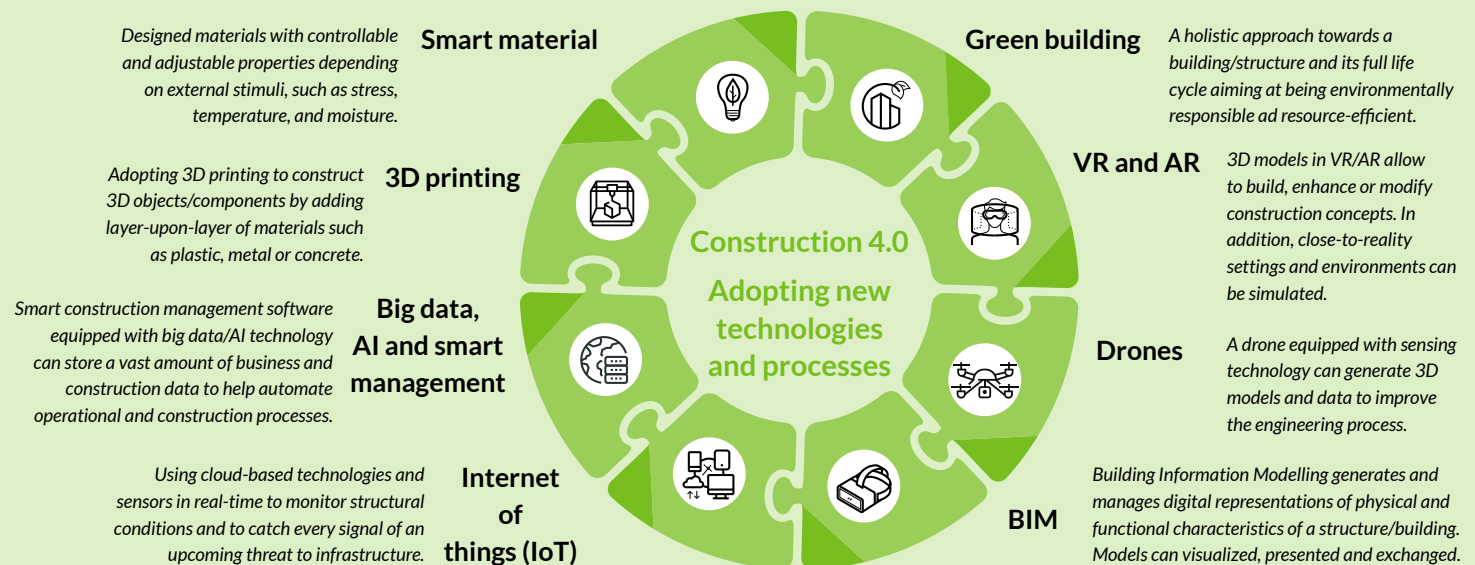 Smart material
Designed materials with controllable
and adjustable properties depending
on external stimuli, such as stress,
temperature, and moisture.
3D printing
Adopting 3D printing to construct
3D objects/components by adding
layer-upon-layer of materials such
as plastic, metal or concrete.
Big data,
AI and smart
management
Smart construction management software
equipped with big data/AI technology
can store a vast amount of business and
construction data to help automate
operational and construction processes.
Internet
of
things (IoT)
Using cloud-based technologies and
sensors in real-time to monitor structural
conditions and to catch every signal of an
upcoming threat to infrastructure.
Construction 4.0
Adopting new
technologies
and processes
Green building
A holistic approach towards a
building/structure and its full life
cycle aiming at being environmentally
responsible ad resource-efficient.
VR and AR
3D models in VR/AR allow
to build, enhance or modify
construction concepts. In
addition, close-to-reality
settings and environments can
be simulated.
Drones
A drone equipped with sensing
technology can generate 3D
models and data to improve
the engineering process.
BIM
Building Information Modelling generates and
manages digital representations of physical and
functional characteristics of a structure/building.
Models can visualized, presented and exchanged.